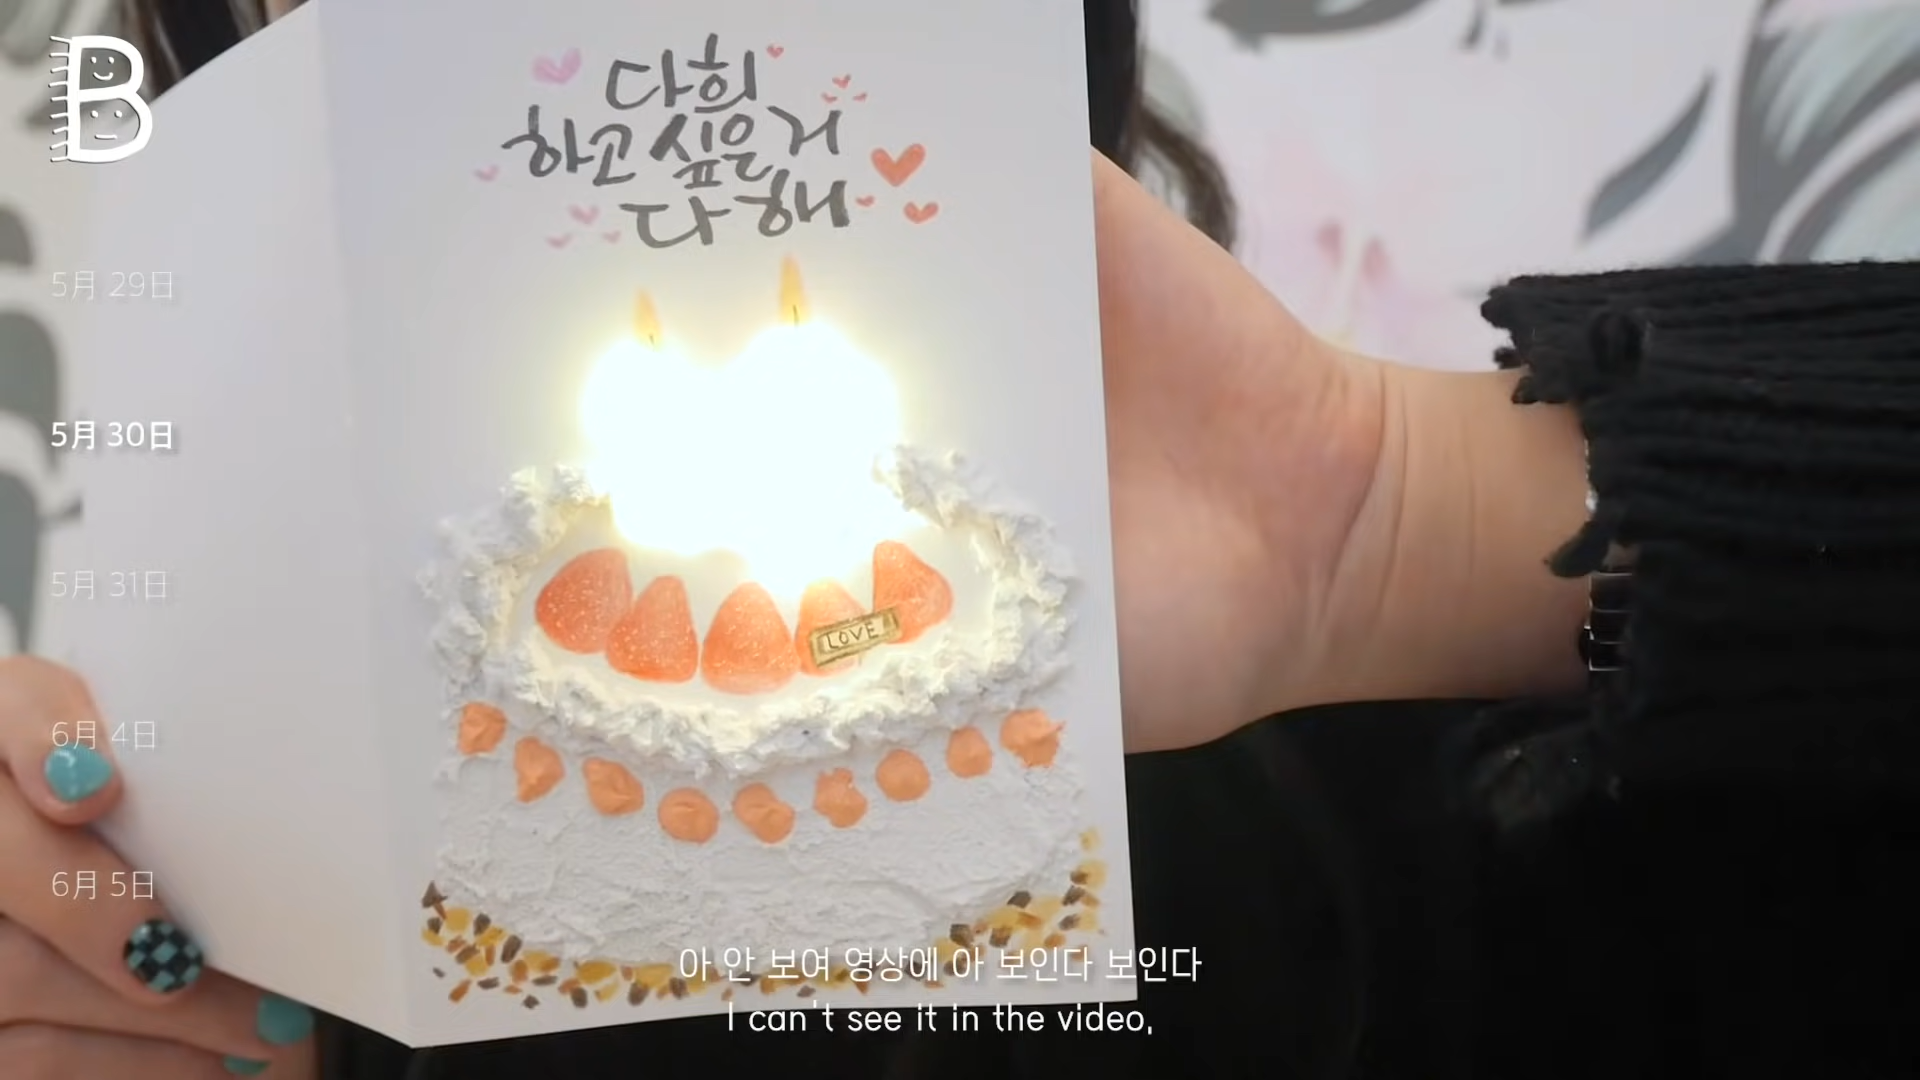 B
다희
하고 싶은 거
다 해
5月 29日
5月 30日
5月 31日
6月 4日
6月 5日
LOVE
아 안 보여 영상에 아 보인다 보인다
I can't see it in the video,